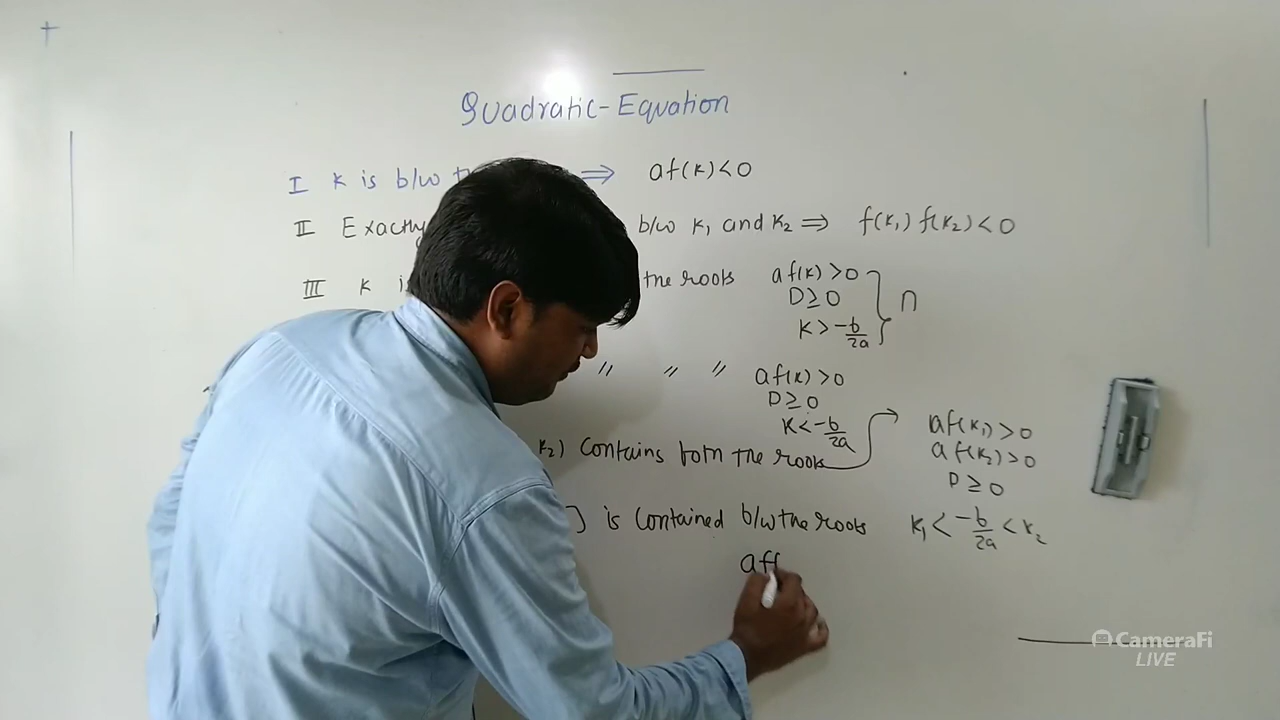 Quadratic-Equation
I k is b/w ⇒ af(k)<0
II Exactly b/w k₁ and k₂ ⇒ f(k₁) f(k₂)<0
III k the roots af(k)>0
D≥0
k>-b/2a
∩
〃 〃 〃 af(k)>0
D≥0
k<-b/2a
k₂) contains both the roots → af(k₁)>0
af(k₂)>0
D≥0
k₁<-b/2a<k₂
] is contained b/w the roots
af(
CameraFi
LIVE